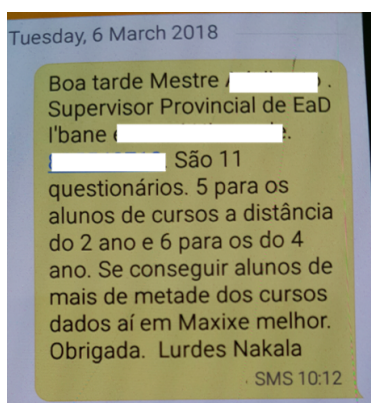 Tuesday, 6 March 2018
Boa tarde Mestre
Supervisor Provincial de EaD
I'bane
São 11
questionários. 5 para os
alunos de cursos a distância
do 2 ano e 6 para os do 4
ano. Se conseguir alunos de
mais de metade dos cursos
dados aí em Maxixe melhor.
Obrigada. Lurdes Nakala
SMS 10:12